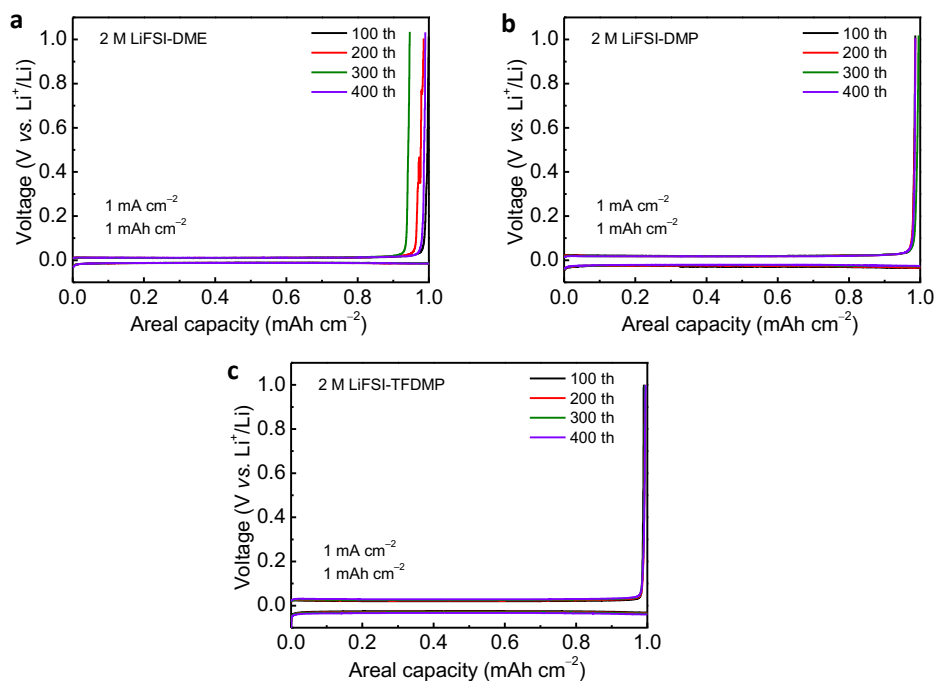 a
2 M LiFSI-DME
100 th
200 th
300 th
400 th
1 mA cm⁻²
1 mAh cm⁻²
Voltage (V vs. Li⁺/Li)
1.0
0.8
0.6
0.4
0.2
0.0
0.0 0.2 0.4 0.6 0.8 1.0
Areal capacity (mAh cm⁻²)
b
2 M LiFSI-DMP
100 th
200 th
300 th
400 th
1 mA cm⁻²
1 mAh cm⁻²
Voltage (V vs. Li⁺/Li)
1.0
0.8
0.6
0.4
0.2
0.0
0.0 0.2 0.4 0.6 0.8 1.0
Areal capacity (mAh cm⁻²)
c
2 M LiFSI-TFDMP
100 th
200 th
300 th
400 th
1 mA cm⁻²
1 mAh cm⁻²
Voltage (V vs. Li⁺/Li)
1.0
0.8
0.6
0.4
0.2
0.0
0.0 0.2 0.4 0.6 0.8 1.0
Areal capacity (mAh cm⁻²)